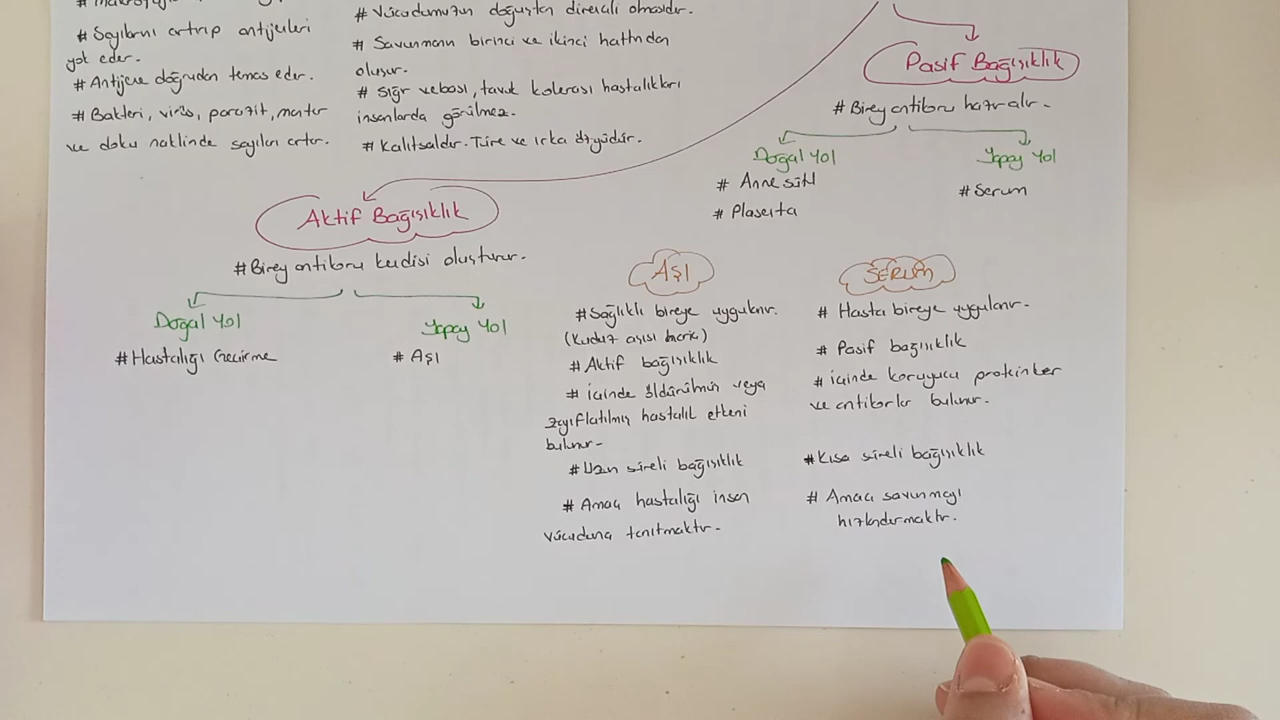 # Sayılarını artırıp antijenleri
yok eder.
# Antijene doğrudan temas eder.
# Bakteri, virüs, parazit, mantar
ve doku naklinde sayıları artar.
# Vücudumuzun doğuştan dirençli olmasıdır.
# Savunmanın birinci ve ikinci hattından
oluşur.
# Sığır vebası, tavuk kolerası hastalıkları
insanlarda görülmez.
# Kalıtsaldır. Türe ve ırka özgüdür.
Pasif Bağışıklık
# Birey antikoru hazır alır.
Doğal Yol
# Anne sütü
# Plasenta
Yapay Yol
# Serum
Aktif Bağışıklık
# Birey antikoru kendisi oluşturur.
Doğal Yol
# Hastalığı Geçirme
Yapay Yol
# Aşı
AŞI
# Sağlıklı bireye uygulanır.
(Kuduz aşısı hariç)
# Aktif bağışıklık
# İçinde öldürülmüş veya
zayıflatılmış hastalık etkeni
bulunur.
# Uzun süreli bağışıklık
# Amaç hastalığı insan
vücuduna tanıtmaktır.
SERUM
# Hasta bireye uygulanır.
# Pasif bağışıklık
# İçinde koruyucu proteinler
ve antikorlar bulunur.
# Kısa süreli bağışıklık
# Amacı savunmayı
hızlandırmaktır.